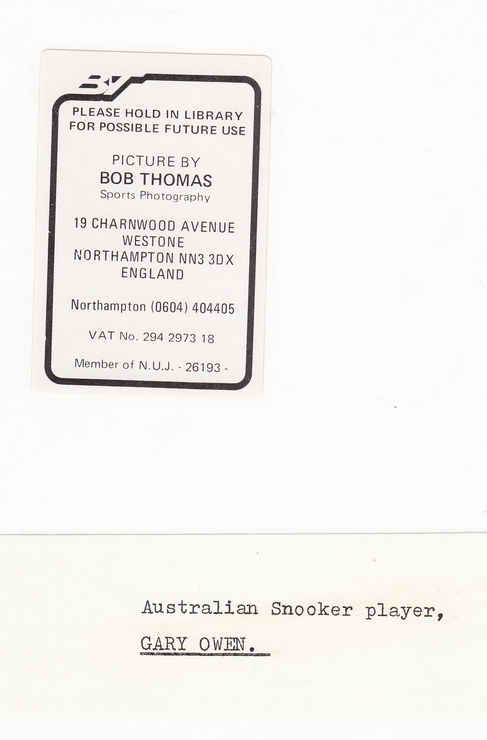 PLEASE HOLD IN LIBRARY
FOR POSSIBLE FUTURE USE
PICTURE BY
BOB THOMAS
Sports Photography
19 CHARNWOOD AVENUE
WESTONE
NORTHAMPTON NN3 3DX
ENGLAND
Northampton (0604) 404405
VAT No. 294 2973 18
Member of N.U.J. - 26193 -
Australian Snooker player,
GARY OWEN.